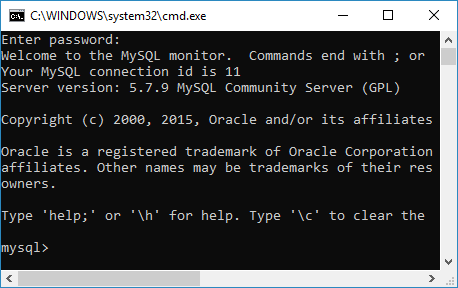 C:\WINDOWS\system32\cmd.exe
Enter password:
Welcome to the MySQL monitor.  Commands end with ; or
Your MySQL connection id is 11
Server version: 5.7.9 MySQL Community Server (GPL)
Copyright (c) 2000, 2015, Oracle and/or its affiliates
Oracle is a registered trademark of Oracle Corporation
affiliates. Other names may be trademarks of their res
owners.
Type 'help;' or '\h' for help. Type '\c' to clear the
mysql>